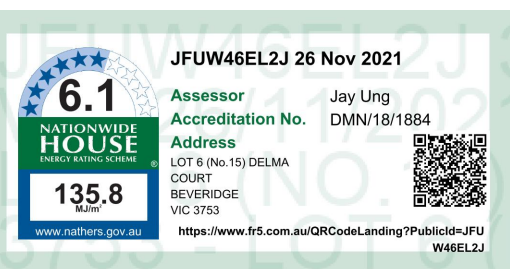 JFUW46EL2J 26 Nov 2021
6.1
NATIONWIDE
HOUSE
ENERGY RATING SCHEME
®
135.8
MJ/m²
www.nathers.gov.au
Assessor Jay Ung
Accreditation No. DMN/18/1884
Address
LOT 6 (No.15) DELMA
COURT
BEVERIDGE
VIC 3753
https://www.fr5.com.au/QRCodeLanding?PublicId=JFU
W46EL2J